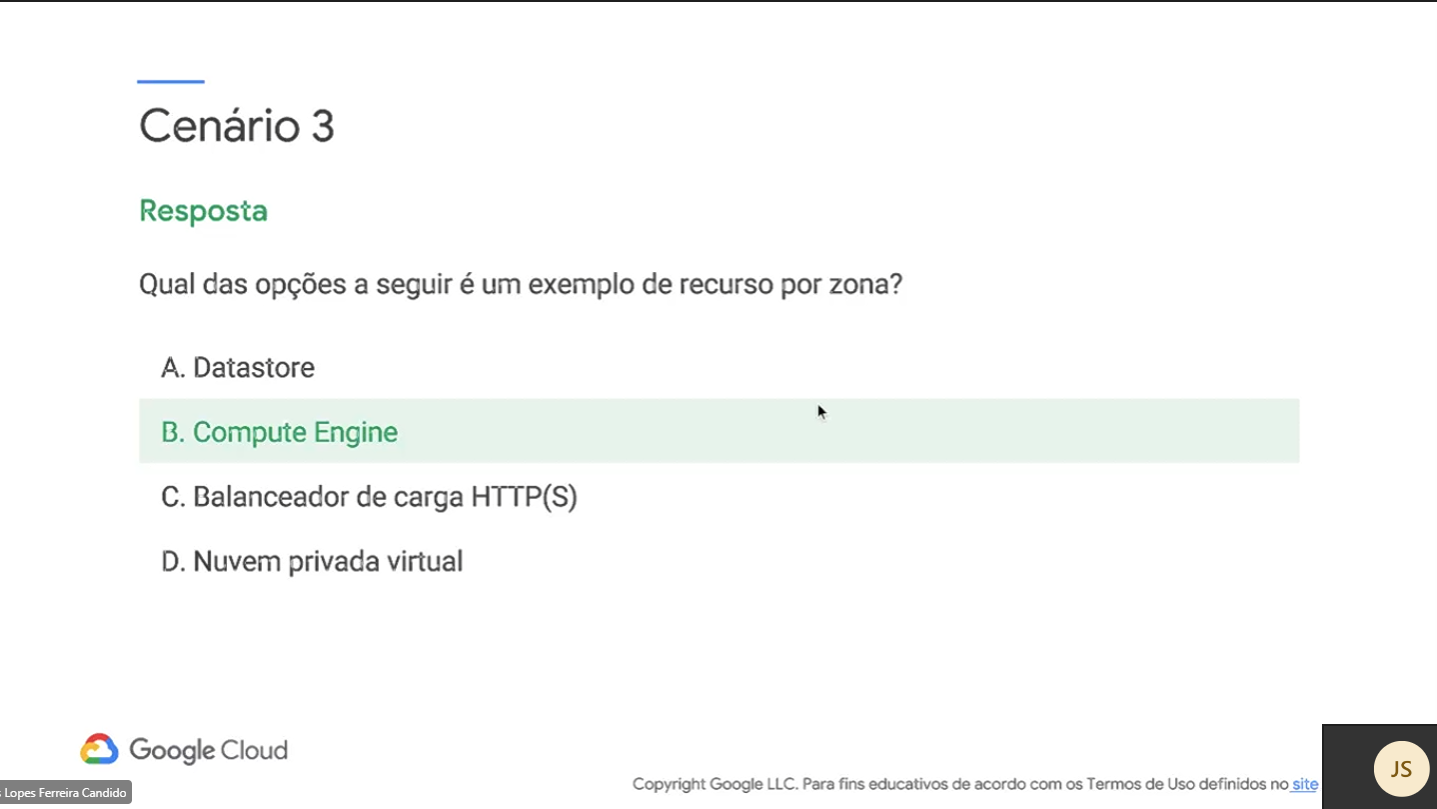 Cenário 3
Resposta
Qual das opções a seguir é um exemplo de recurso por zona?
A. Datastore
B. Compute Engine
C. Balanceador de carga HTTP(S)
D. Nuvem privada virtual
Google Cloud
Copyright Google LLC. Para fins educativos de acordo com os Termos de Uso definidos no site
JS
Lopes Ferreira Candido